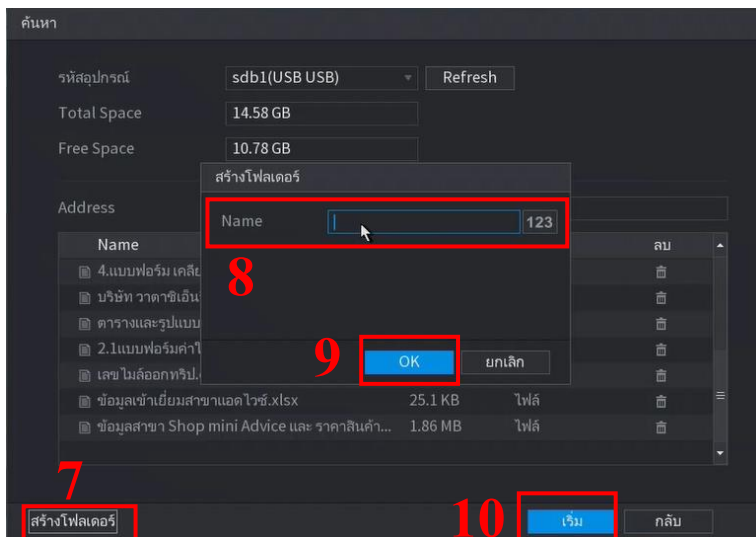 ค้นหา
รหัสอุปกรณ์ sdb1(USB USB) Refresh
Total Space 14.58 GB
Free Space 10.78 GB
สร้างโฟลเดอร์
Address
Name 123
Name ลบ
8
4.แบบฟอร์ม
บริษัท วาตาชิเอ็น
ตารางและรูปแบบ
2.1แบบฟอร์มค่าใ
เลขไมล์ออกทริป.
9 OK ยกเลิก
ข้อมูลเข้าเยี่ยมสาขาแอดไวซ์.xlsx 25.1 KB ไฟล์
ข้อมูลสาขา Shop mini Advice และ ราคาสินค้า... 1.86 MB ไฟล์
7
สร้างโฟลเดอร์ 10 เริ่ม กลับ